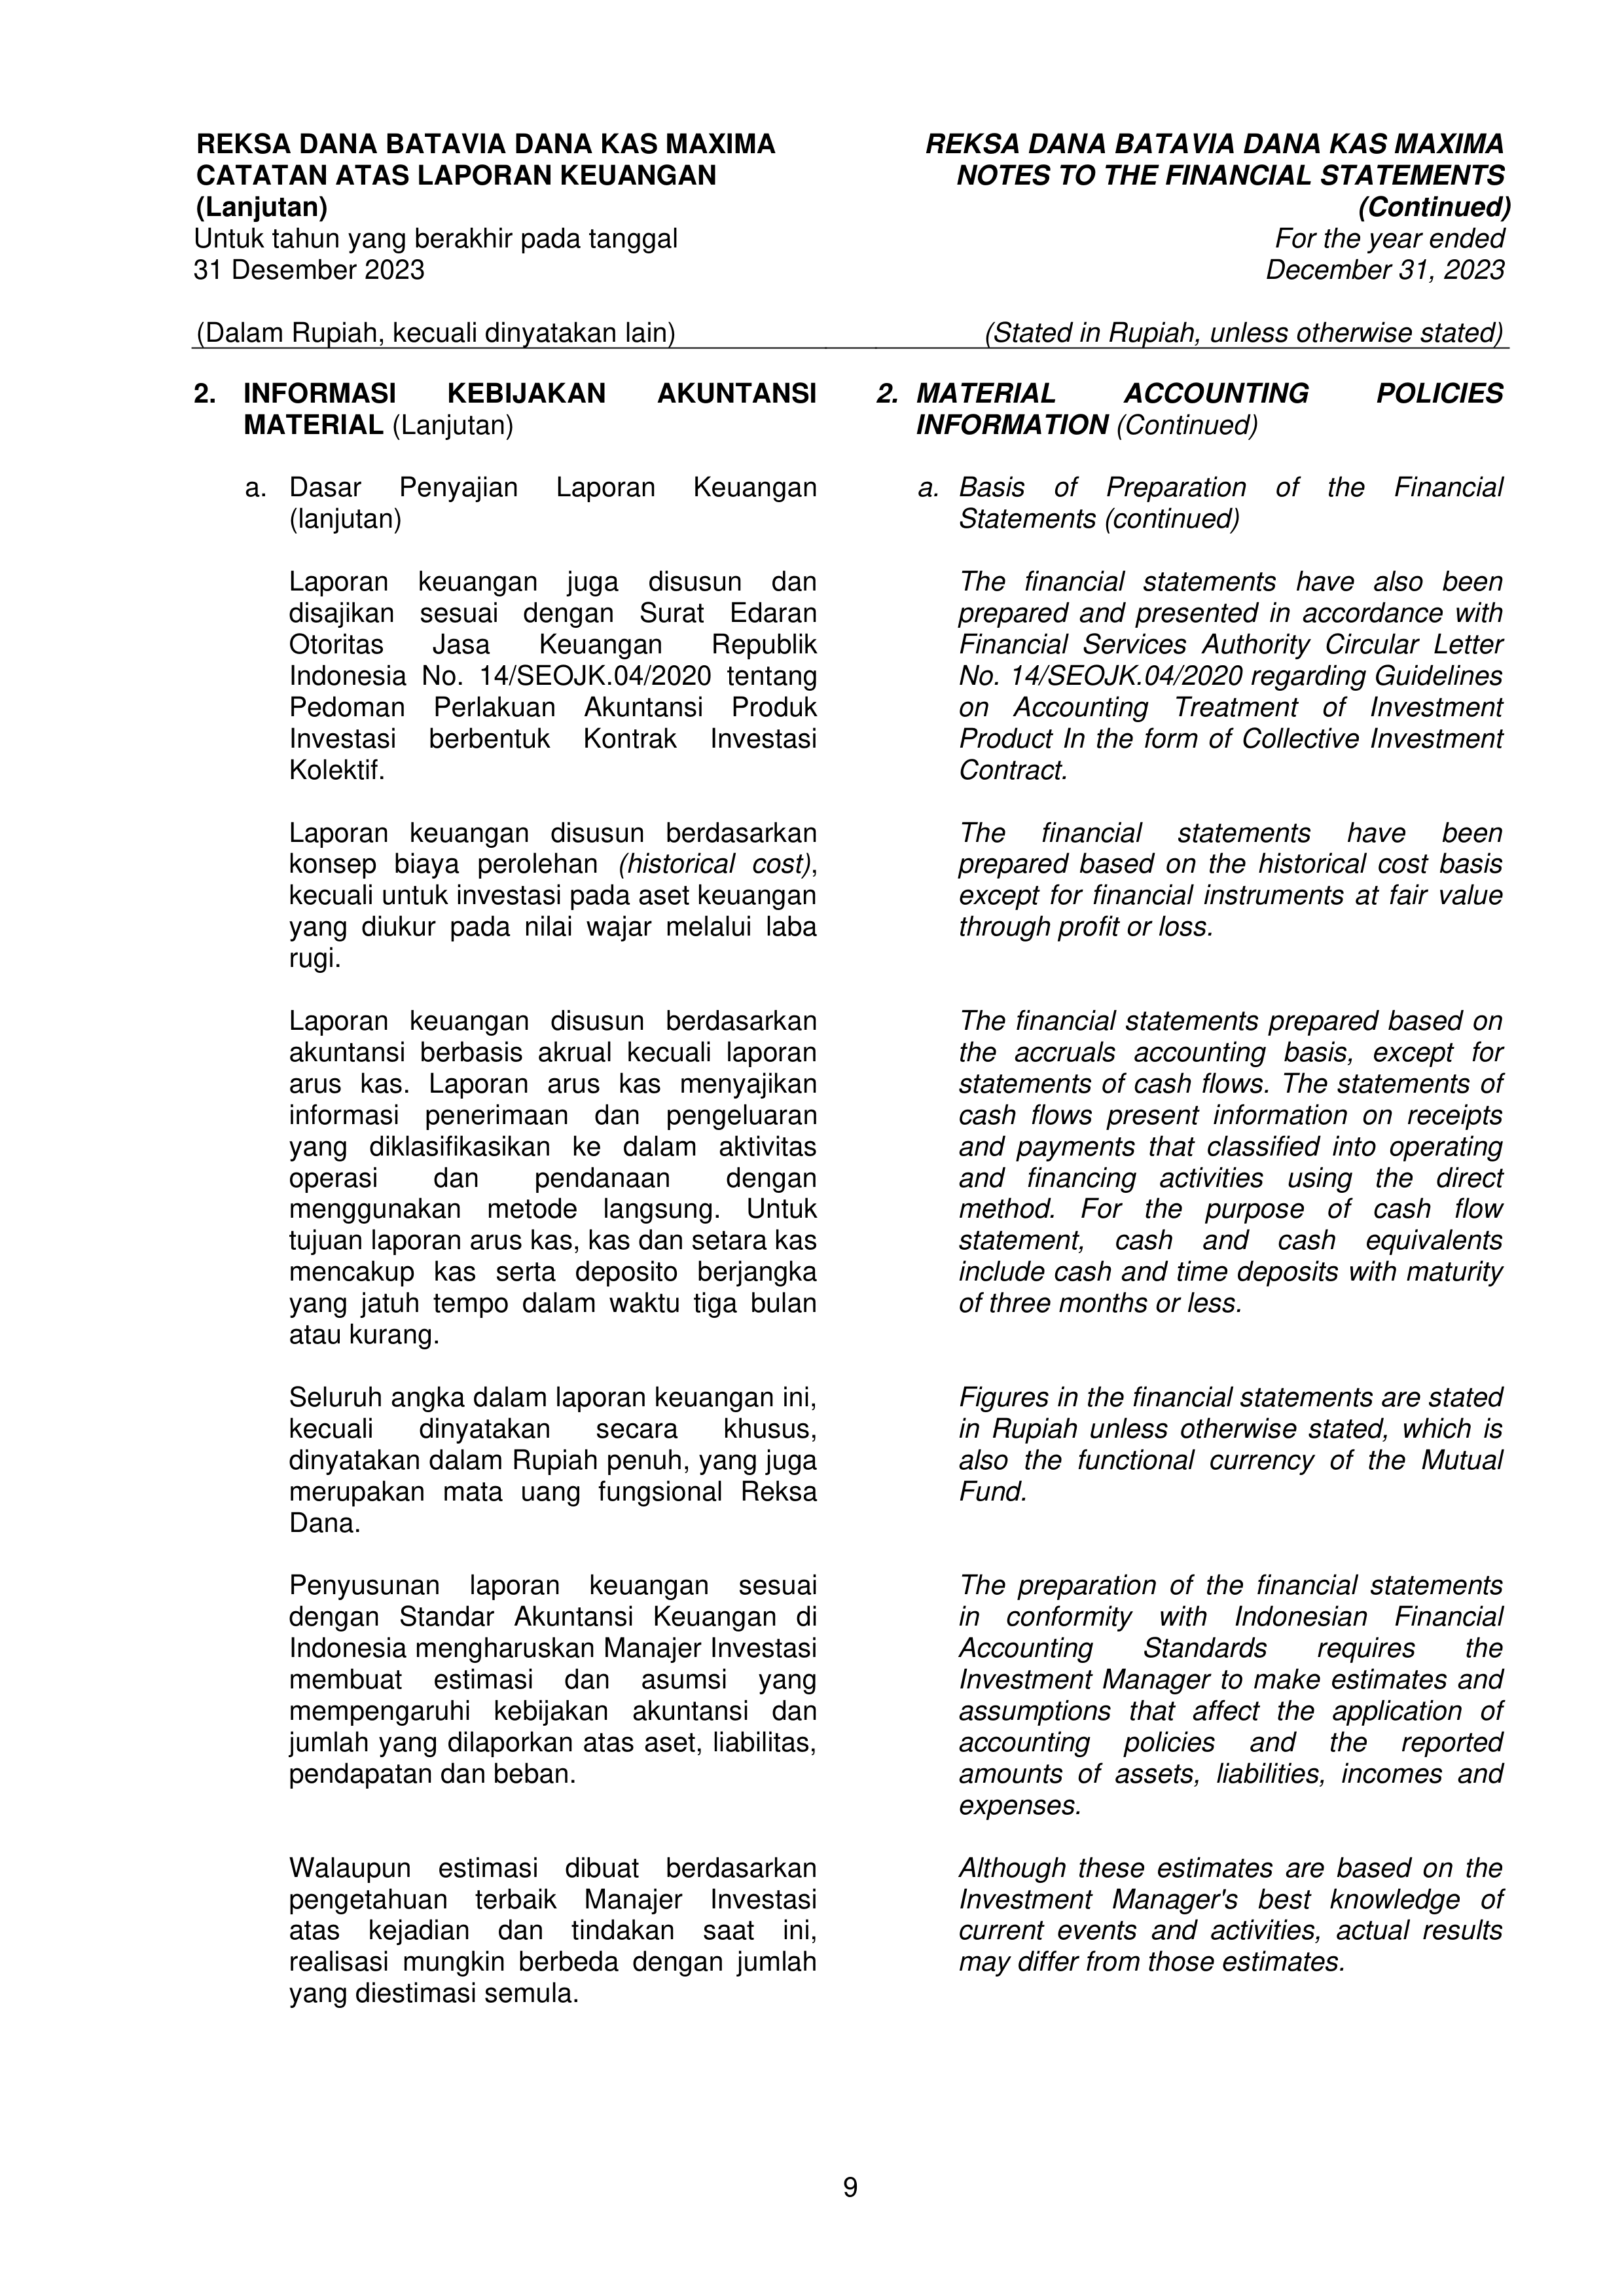 REKSA DANA BATAVIA DANA KAS MAXIMA
CATATAN ATAS LAPORAN KEUANGAN
(Lanjutan)
Untuk tahun yang berakhir pada tanggal
31 Desember 2023
(Dalam Rupiah, kecuali dinyatakan lain)
REKSA DANA BATAVIA DANA KAS MAXIMA
NOTES TO THE FINANCIAL STATEMENTS
(Continued)
For the year ended
December 31, 2023
(Stated in Rupiah, unless otherwise stated)
2. INFORMASI KEBIJAKAN AKUNTANSI
MATERIAL (Lanjutan)
a. Dasar Penyajian Laporan Keuangan
(lanjutan)
Laporan keuangan juga disusun dan
disajikan sesuai dengan Surat Edaran
Otoritas Jasa Keuangan Republik
Indonesia No. 14/SEOJK.04/2020 tentang
Pedoman Perlakuan Akuntansi Produk
Investasi berbentuk Kontrak Investasi
Kolektif.
Laporan keuangan disusun berdasarkan
konsep biaya perolehan (historical cost),
kecuali untuk investasi pada aset keuangan
yang diukur pada nilai wajar melalui laba
rugi.
Laporan keuangan disusun berdasarkan
akuntansi berbasis akrual kecuali laporan
arus kas. Laporan arus kas menyajikan
informasi penerimaan dan pengeluaran
yang diklasifikasikan ke dalam aktivitas
operasi dan pendanaan dengan
menggunakan metode langsung. Untuk
tujuan laporan arus kas, kas dan setara kas
mencakup kas serta deposito berjangka
yang jatuh tempo dalam waktu tiga bulan
atau kurang.
Seluruh angka dalam laporan keuangan ini,
kecuali dinyatakan secara khusus,
dinyatakan dalam Rupiah penuh, yang juga
merupakan mata uang fungsional Reksa
Dana.
Penyusunan laporan keuangan sesuai
dengan Standar Akuntansi Keuangan di
Indonesia mengharuskan Manajer Investasi
membuat estimasi dan asumsi yang
mempengaruhi kebijakan akuntansi dan
jumlah yang dilaporkan atas aset, liabilitas,
pendapatan dan beban.
Walaupun estimasi dibuat berdasarkan
pengetahuan terbaik Manajer Investasi
atas kejadian dan tindakan saat ini,
realisasi mungkin berbeda dengan jumlah
yang diestimasi semula.
2. MATERIAL ACCOUNTING POLICIES
INFORMATION (Continued)
a. Basis of Preparation of the Financial
Statements (continued)
The financial statements have also been
prepared and presented in accordance with
Financial Services Authority Circular Letter
No. 14/SEOJK.04/2020 regarding Guidelines
on Accounting Treatment of Investment
Product In the form of Collective Investment
Contract.
The financial statements have been
prepared based on the historical cost basis
except for financial instruments at fair value
through profit or loss.
The financial statements prepared based on
the accruals accounting basis, except for
statements of cash flows. The statements of
cash flows present information on receipts
and payments that classified into operating
and financing activities using the direct
method. For the purpose of cash flow
statement, cash and cash equivalents
include cash and time deposits with maturity
of three months or less.
Figures in the financial statements are stated
in Rupiah unless otherwise stated, which is
also the functional currency of the Mutual
Fund.
The preparation of the financial statements
in conformity with Indonesian Financial
Accounting Standards requires the
Investment Manager to make estimates and
assumptions that affect the application of
accounting policies and the reported
amounts of assets, liabilities, incomes and
expenses.
Although these estimates are based on the
Investment Manager's best knowledge of
current events and activities, actual results
may differ from those estimates.
9